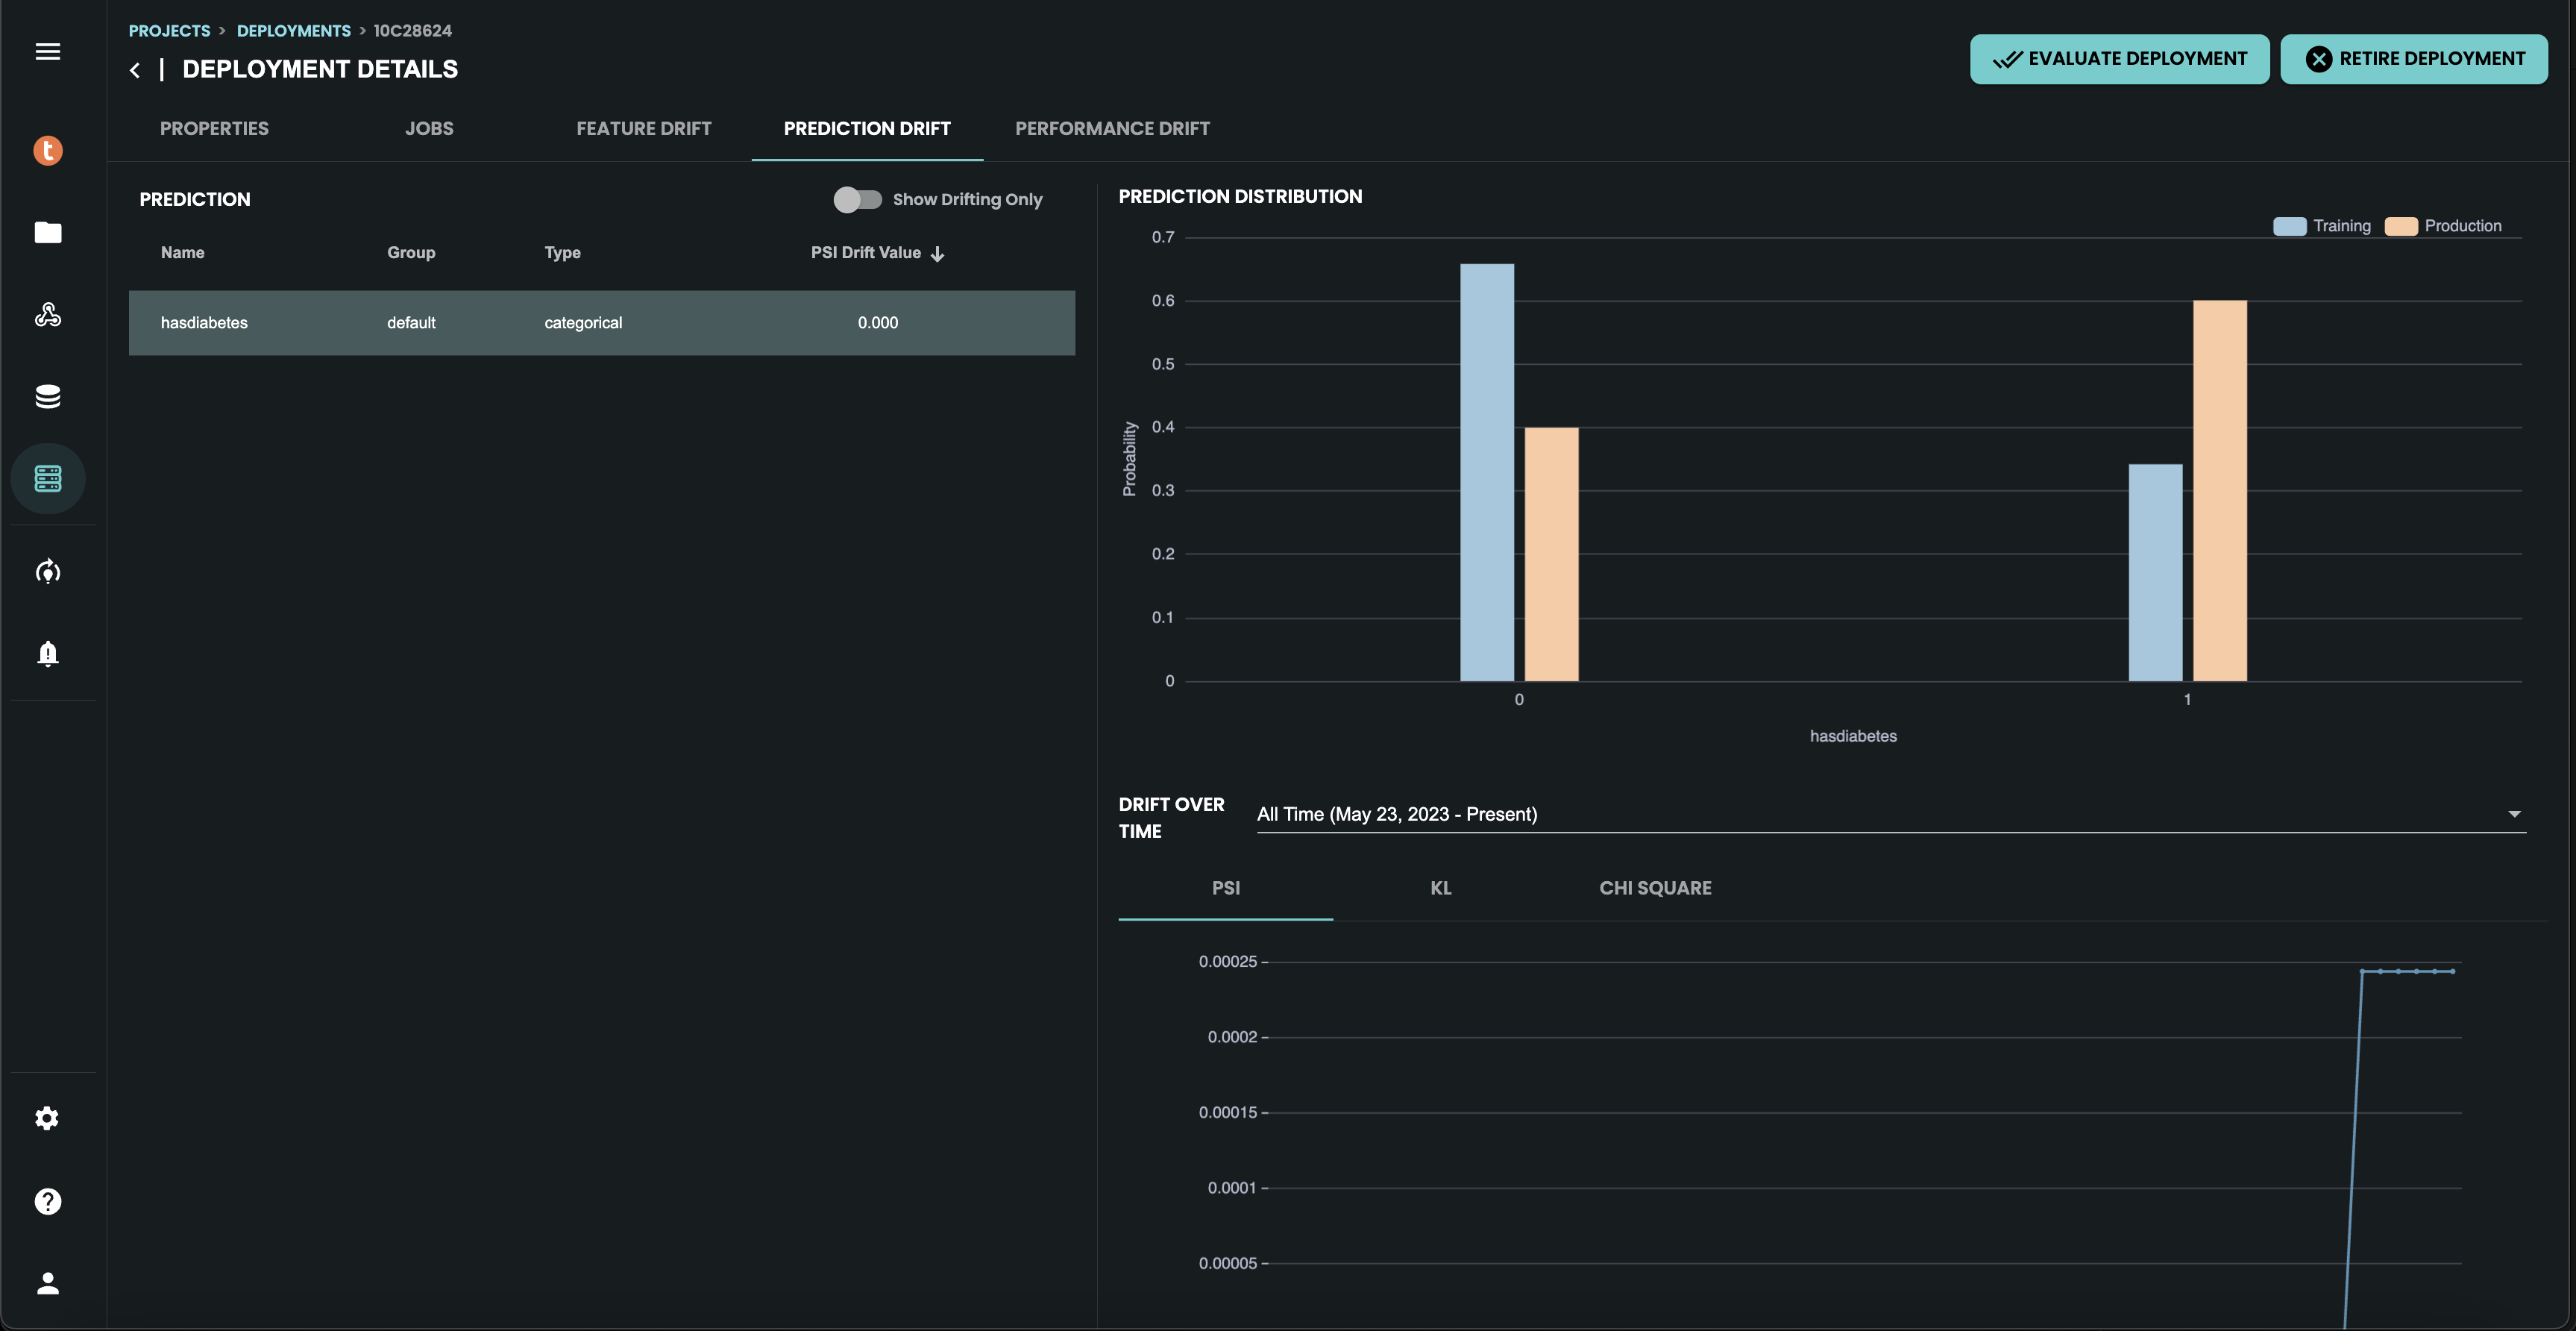 PROJECTS > DEPLOYMENTS > 10C28624
DEPLOYMENT DETAILS
EVALUATE DEPLOYMENT
RETIRE DEPLOYMENT
PROPERTIES JOBS FEATURE DRIFT PREDICTION DRIFT PERFORMANCE DRIFT
t
PREDICTION
Show Drifting Only
Name Group Type PSI Drift Value
hasdiabetes default categorical 0.000
PREDICTION DISTRIBUTION
Training Production
0.7
0.6
0.5
0.4
0.3
0.2
0.1
0
Probability
0 1
hasdiabetes
DRIFT OVER
TIME
All Time (May 23, 2023 - Present)
PSI KL CHI SQUARE
0.00025
0.0002
0.00015
0.0001
0.00005